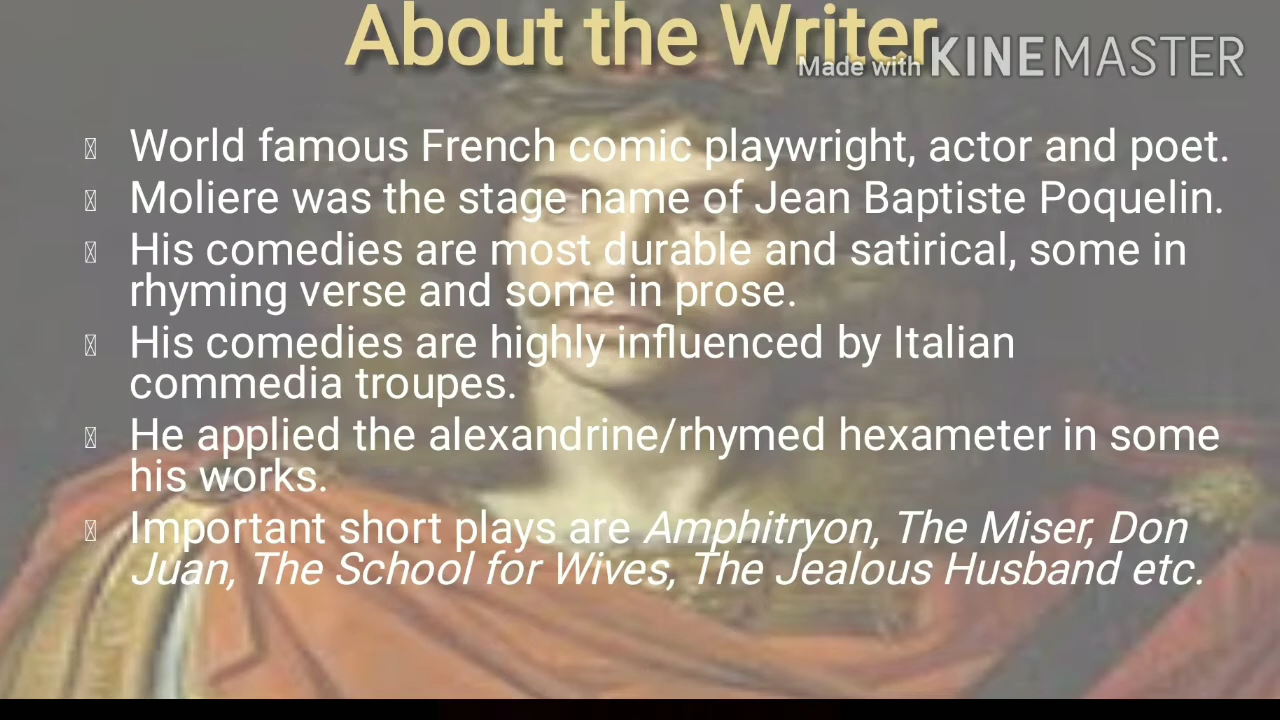 About the Writer
Made with KINEMASTER
World famous French comic playwright, actor and poet.
Moliere was the stage name of Jean Baptiste Poquelin.
His comedies are most durable and satirical, some in
rhyming verse and some in prose.
His comedies are highly influenced by Italian
commedia troupes.
He applied the alexandrine/rhymed hexameter in some
his works.
Important short plays are Amphitryon, The Miser, Don
Juan, The School for Wives, The Jealous Husband etc.